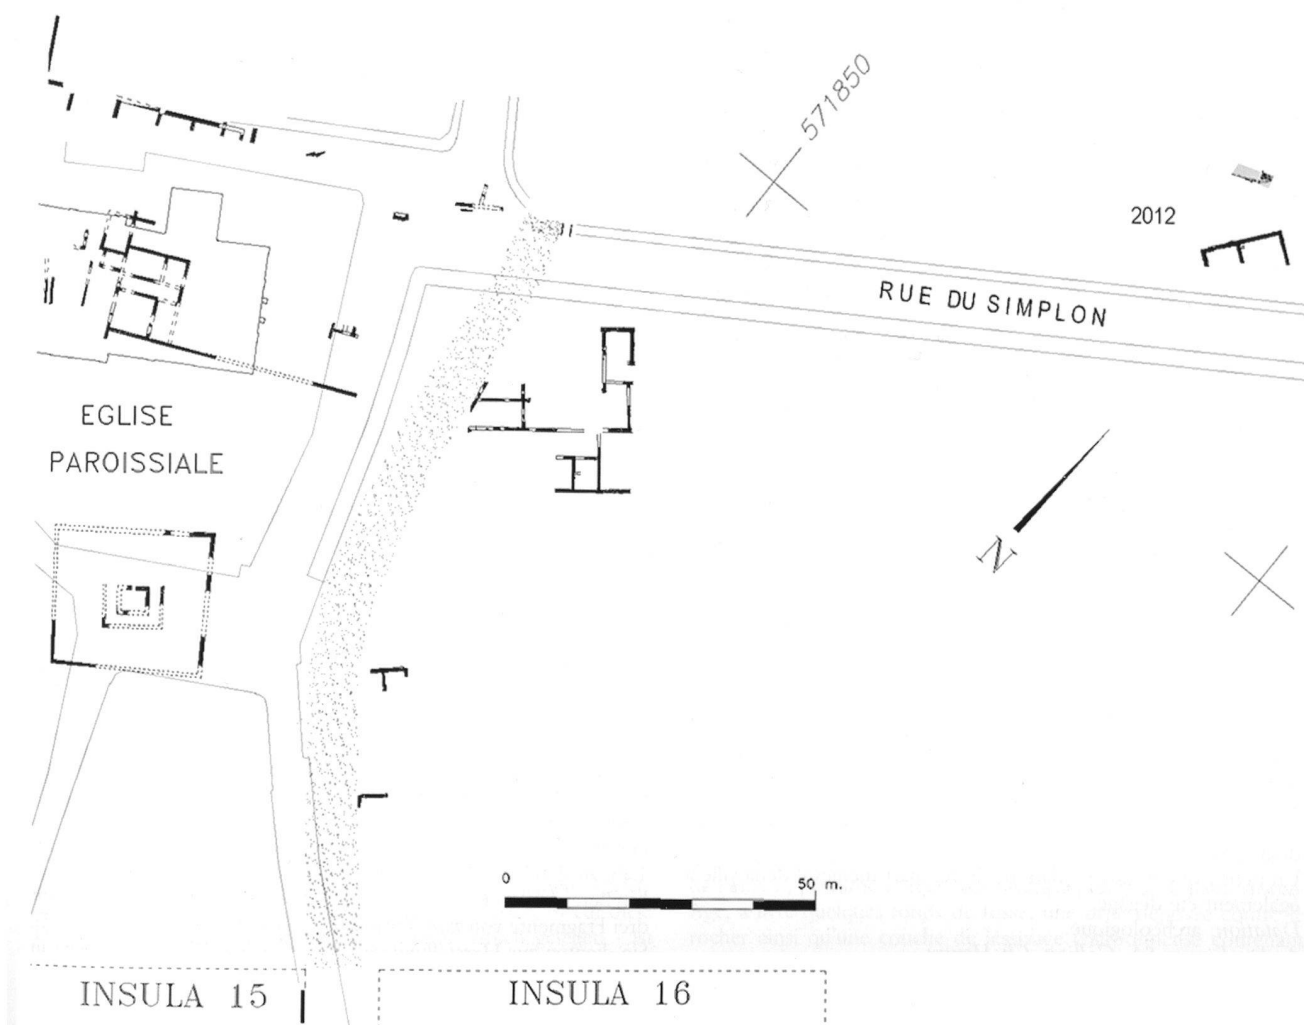 571850
2012
RUE DU SIMPLON
EGLISE
PAROISSIALE
N
0
50 m.
INSULA 15
INSULA 16